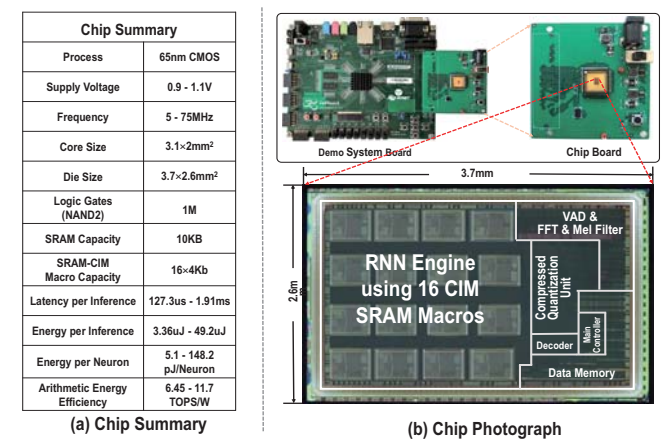 Chip Summary
Process 65nm CMOS
Supply Voltage 0.9 - 1.1V
Frequency 5 - 75MHz
Core Size 3.1×2mm²
Die Size 3.7×2.6mm²
Logic Gates
(NAND2) 1M
SRAM Capacity 10KB
SRAM-CIM
Macro Capacity 16×4Kb
Latency per Inference 127.3us - 1.91ms
Energy per Inference 3.36uJ - 49.2uJ
Energy per Neuron 5.1 - 148.2
pJ/Neuron
Arithmetic Energy
Efficiency 6.45 - 11.7
TOPS/W
(a) Chip Summary
Demo System Board
Chip Board
3.7mm
2.6m
VAD &
FFT & Mel Filter
RNN Engine
using 16 CIM
SRAM Macros
Compressed
Quantization
Unit
Main
Controller
Decoder
Data Memory
(b) Chip Photograph